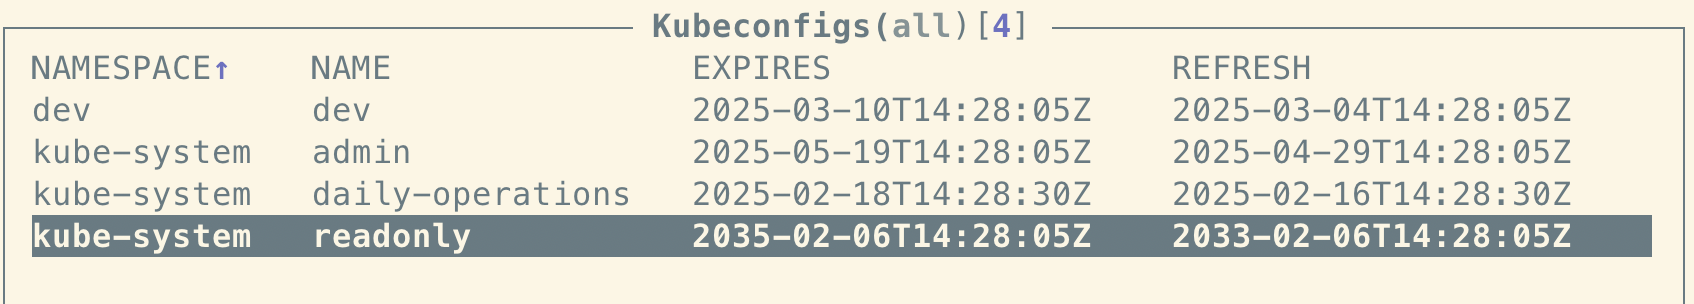 Kubeconfigs(all)[4]
NAMESPACE↑ NAME EXPIRES REFRESH
dev dev 2025-03-10T14:28:05Z 2025-03-04T14:28:05Z
kube-system admin 2025-05-19T14:28:05Z 2025-04-29T14:28:05Z
kube-system daily-operations 2025-02-18T14:28:30Z 2025-02-16T14:28:30Z
kube-system readonly 2035-02-06T14:28:05Z 2033-02-06T14:28:05Z